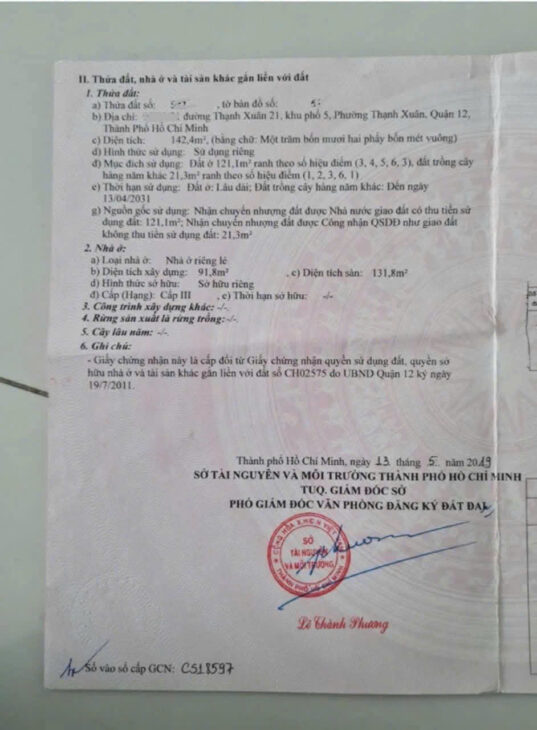 II. Thửa đất, nhà ở và tài sản khác gắn liền với đất
1. Thửa đất:
a) Thửa đất số: , tờ bản đồ số:
b) Địa chỉ: đường Thạnh Xuân 21, khu phố 5, Phường Thạnh Xuân, Quận 12,
Thành Phố Hồ Chí Minh
c) Diện tích: 142,4m², (bằng chữ: Một trăm bốn mươi hai phẩy bốn mét vuông)
d) Hình thức sử dụng: Sử dụng riêng
đ) Mục đích sử dụng: Đất ở 121,1m² ranh theo số hiệu điểm (3, 4, 5, 6, 3), đất trồng cây
hàng năm khác 21,3m² ranh theo số hiệu điểm (1, 2, 3, 6, 1)
e) Thời hạn sử dụng: Đất ở: Lâu dài; Đất trồng cây hàng năm khác: Đến ngày
13/04/2031
g) Nguồn gốc sử dụng: Nhận chuyển nhượng đất được Nhà nước giao đất có thu tiền sử
dụng đất: 121,1m²; Nhận chuyển nhượng đất được Công nhận QSDĐ như giao đất
không thu tiền sử dụng đất: 21,3m²
2. Nhà ở:
a) Loại nhà ở: Nhà ở riêng lẻ
b) Diện tích xây dựng: 91,8m² , c) Diện tích sàn: 131,8m²
d) Hình thức sở hữu: Sở hữu riêng
đ) Cấp (Hạng): Cấp III , e) Thời hạn sở hữu: -/-
3. Công trình xây dựng khác: -/-.
4. Rừng sản xuất là rừng trồng:-/-.
5. Cây lâu năm: -/-.
6. Ghi chú:
- Giấy chứng nhận này là cấp đổi từ Giấy chứng nhận quyền sử dụng đất, quyền sở
hữu nhà ở và tài sản khác gắn liền với đất số CH02575 do UBND Quận 12 ký ngày
19/7/2011.
Thành phố Hồ Chí Minh, ngày 13 tháng 5 năm 2019
SỞ TÀI NGUYÊN VÀ MÔI TRƯỜNG THÀNH PHỐ HỒ CHÍ MINH
TUQ. GIÁM ĐỐC SỞ
PHÓ GIÁM ĐỐC VĂN PHÒNG ĐĂNG KÝ ĐẤT ĐAI
CỘNG HÒA X.H.C.N VIỆT NAM
SỞ
TÀI NGUYÊN
VÀ MÔI TRƯỜNG
THÀNH PHỐ HỒ CHÍ MINH
Lê Thành Phương
Số vào sổ cấp GCN: CS18597